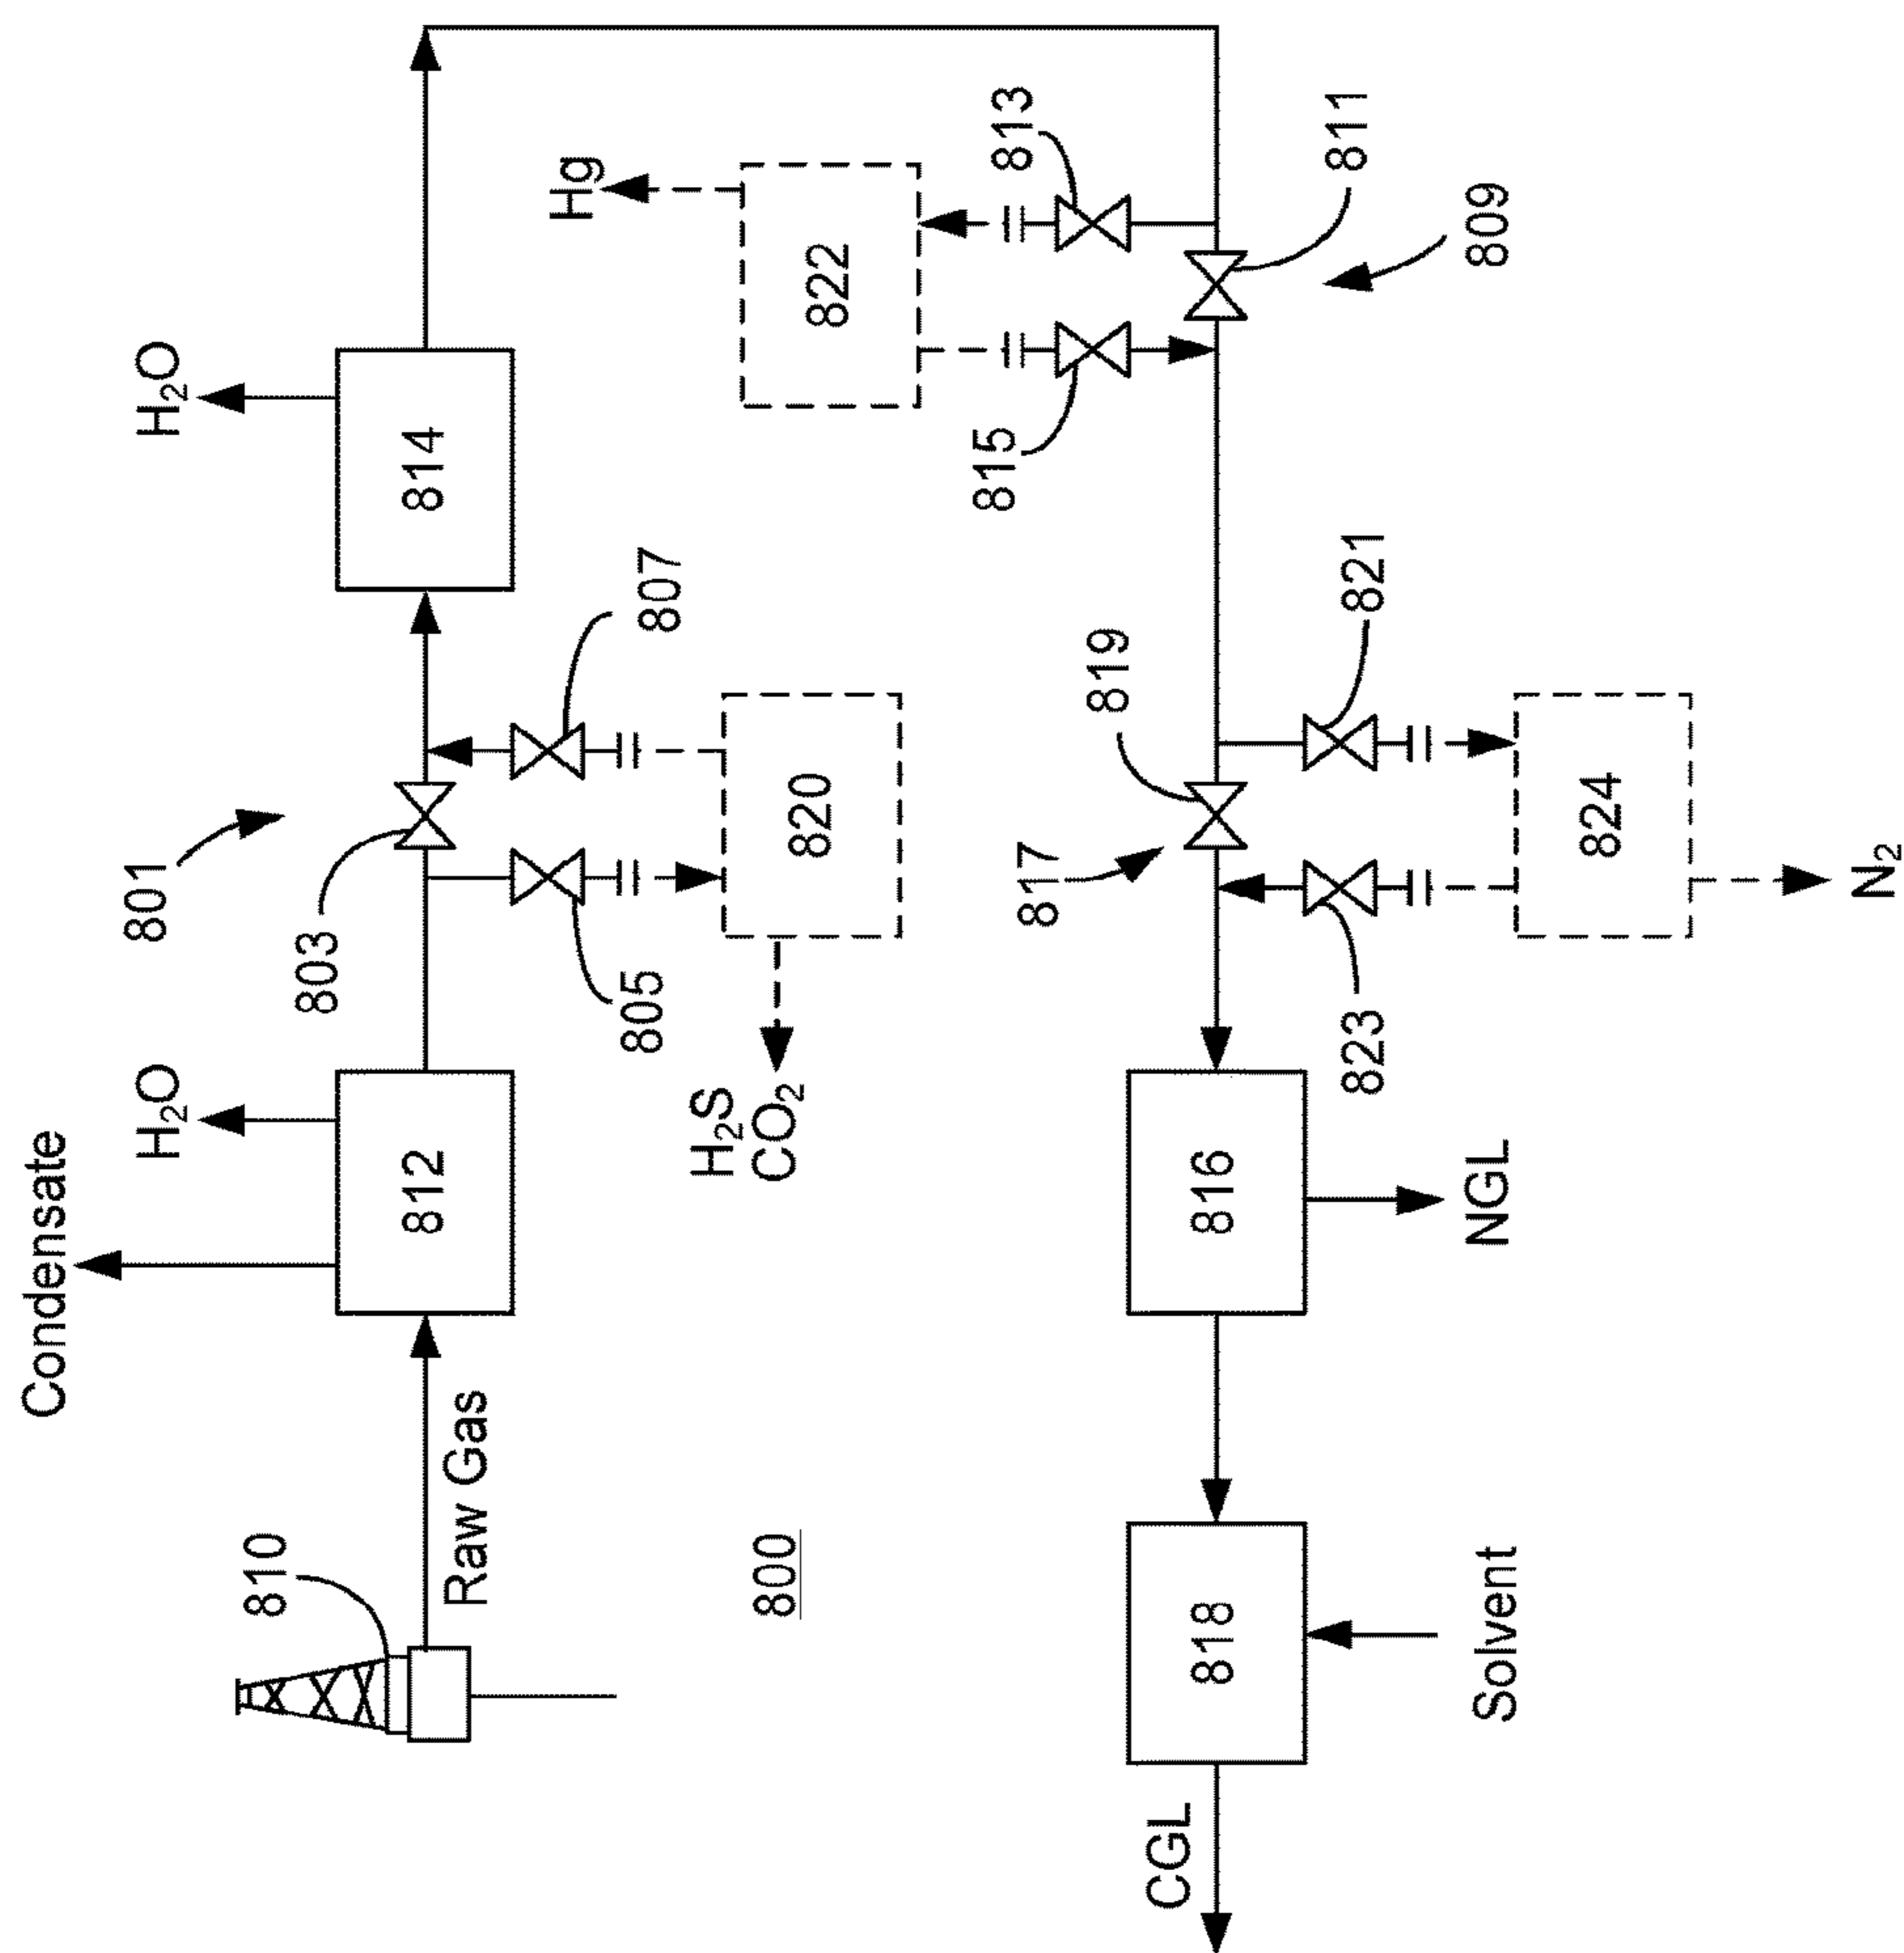 Condensate
H₂O
H₂O
810
Raw Gas
812
801
803
805
807
820
H₂S
CO₂
814
800
Hg
822
813
815
811
809
CGL
818
Solvent
816
NGL
817
819
821
823
824
N₂